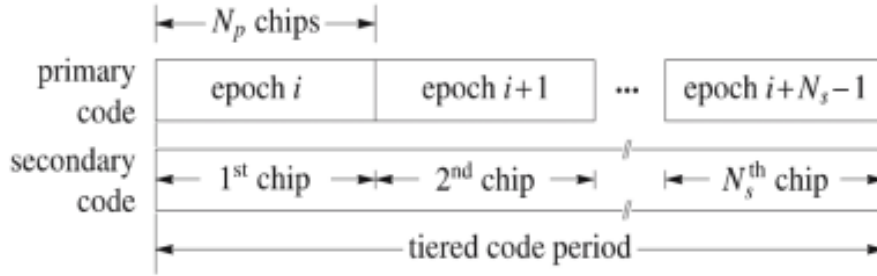 N_p chips
primary code
epoch i epoch i+1 ... epoch i+N_s−1
secondary code
1st chip 2nd chip N_s^th chip
tiered code period